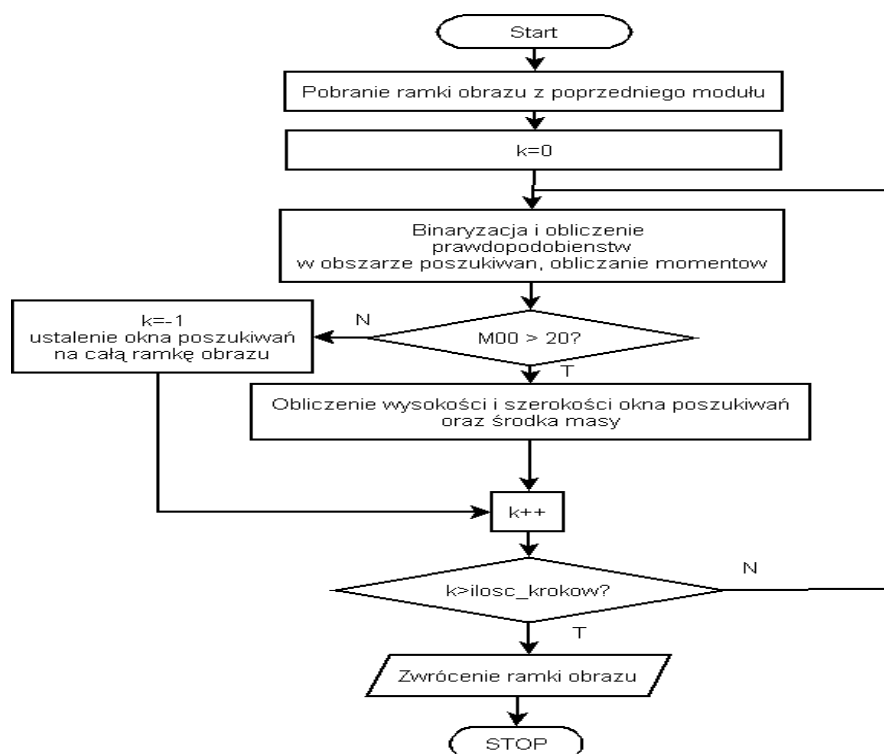 Start
Pobranie ramki obrazu z poprzedniego modułu
k=0
Binaryzacja i obliczenie
prawdopodobienstw
w obszarze poszukiwan, obliczanie momentow
N
M00 > 20?
T
k=-1
ustalenie okna poszukiwań
na całą ramkę obrazu
Obliczenie wysokości i szerokości okna poszukiwań
oraz środka masy
k++
k>ilosc_krokow?
N
T
Zwrócenie ramki obrazu
STOP